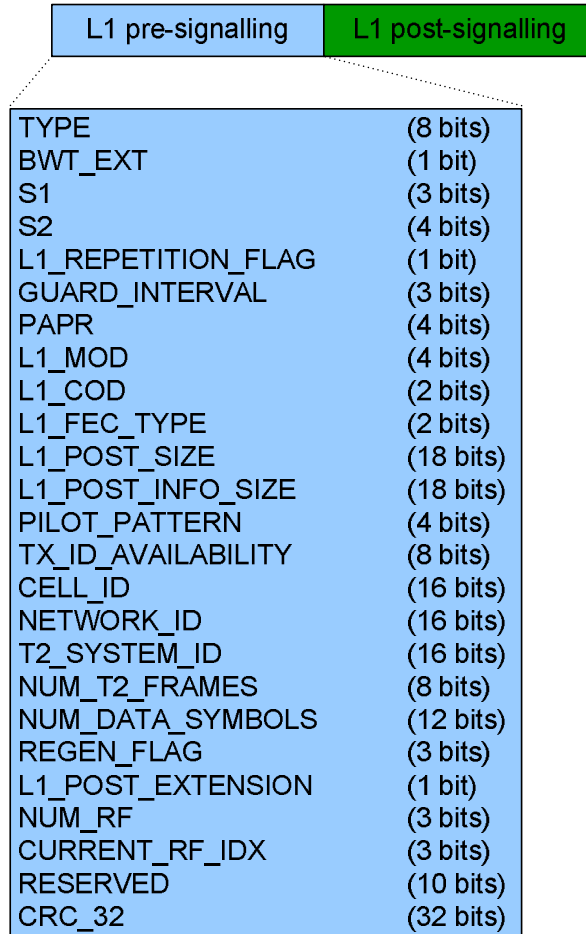 L1 pre-signalling L1 post-signalling
TYPE (8 bits)
BWT_EXT (1 bit)
S1 (3 bits)
S2 (4 bits)
L1_REPETITION_FLAG (1 bit)
GUARD_INTERVAL (3 bits)
PAPR (4 bits)
L1_MOD (4 bits)
L1_COD (2 bits)
L1_FEC_TYPE (2 bits)
L1_POST_SIZE (18 bits)
L1_POST_INFO_SIZE (18 bits)
PILOT_PATTERN (4 bits)
TX_ID_AVAILABILITY (8 bits)
CELL_ID (16 bits)
NETWORK_ID (16 bits)
T2_SYSTEM_ID (16 bits)
NUM_T2_FRAMES (8 bits)
NUM_DATA_SYMBOLS (12 bits)
REGEN_FLAG (3 bits)
L1_POST_EXTENSION (1 bit)
NUM_RF (3 bits)
CURRENT_RF_IDX (3 bits)
RESERVED (10 bits)
CRC_32 (32 bits)